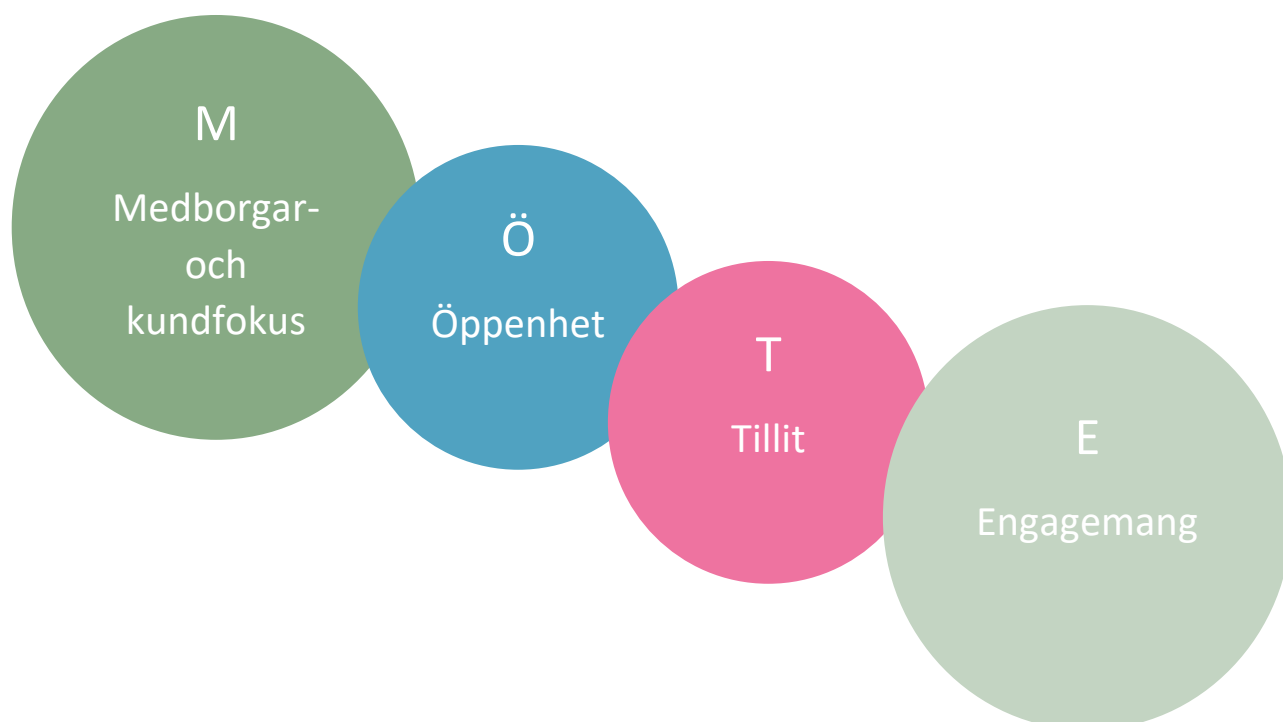 M
Medborgar-
och
kundfokus
Ö
Öppenhet
T
Tillit
E
Engagemang